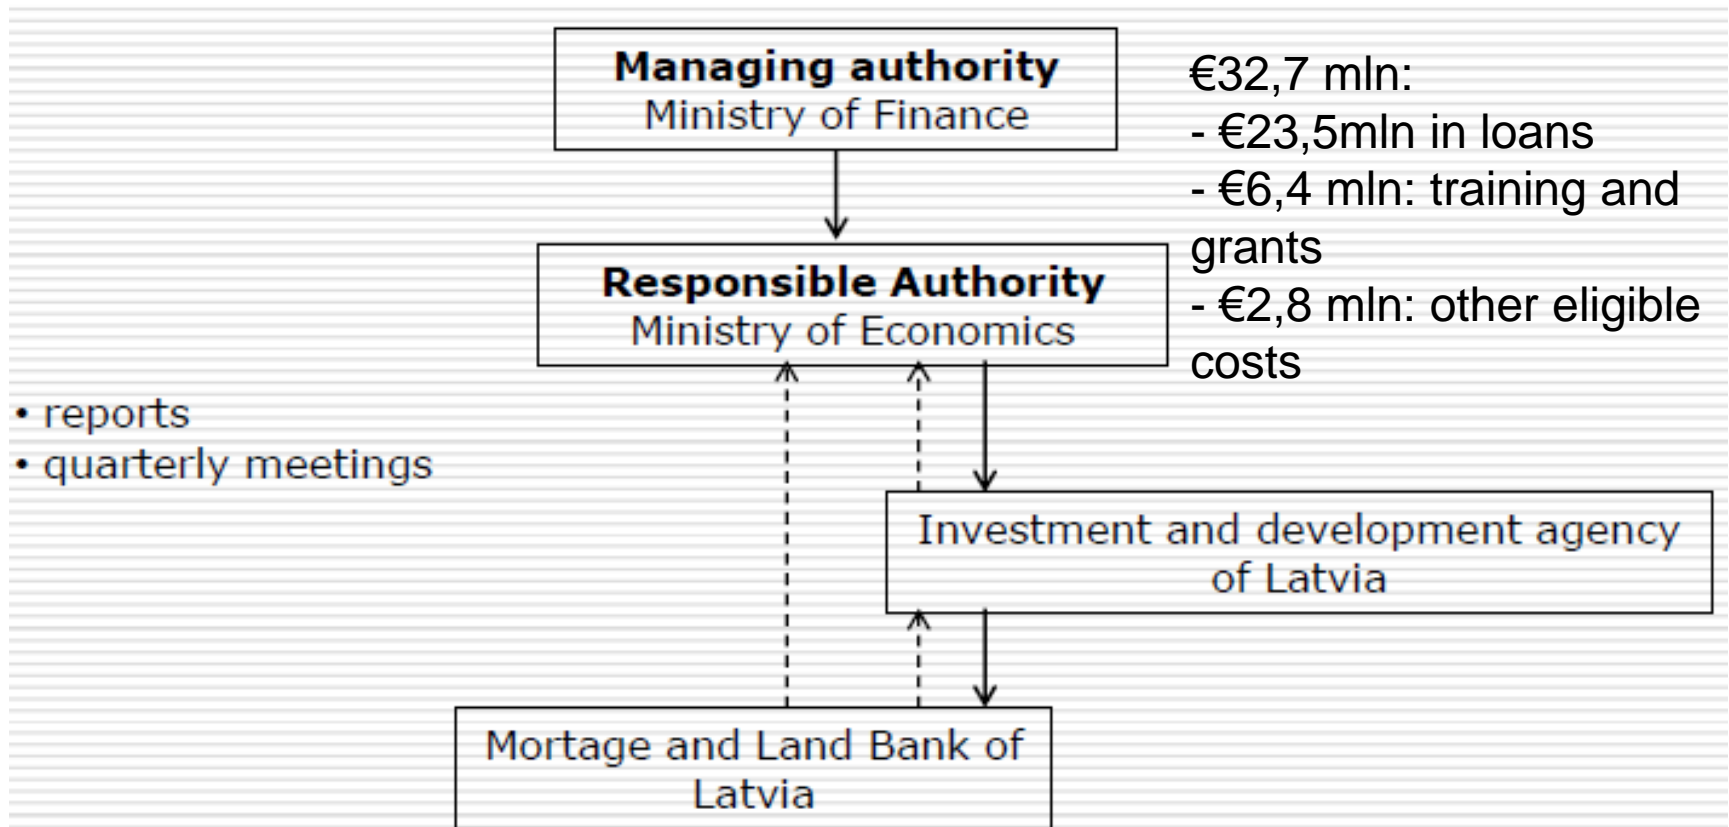 Managing authority
Ministry of Finance
€32,7 mln:
- €23,5mln in loans
- €6,4 mln: training and
grants
- €2,8 mln: other eligible
costs
Responsible Authority
Ministry of Economics
• reports
• quarterly meetings
Investment and development agency
of Latvia
Mortage and Land Bank of
Latvia